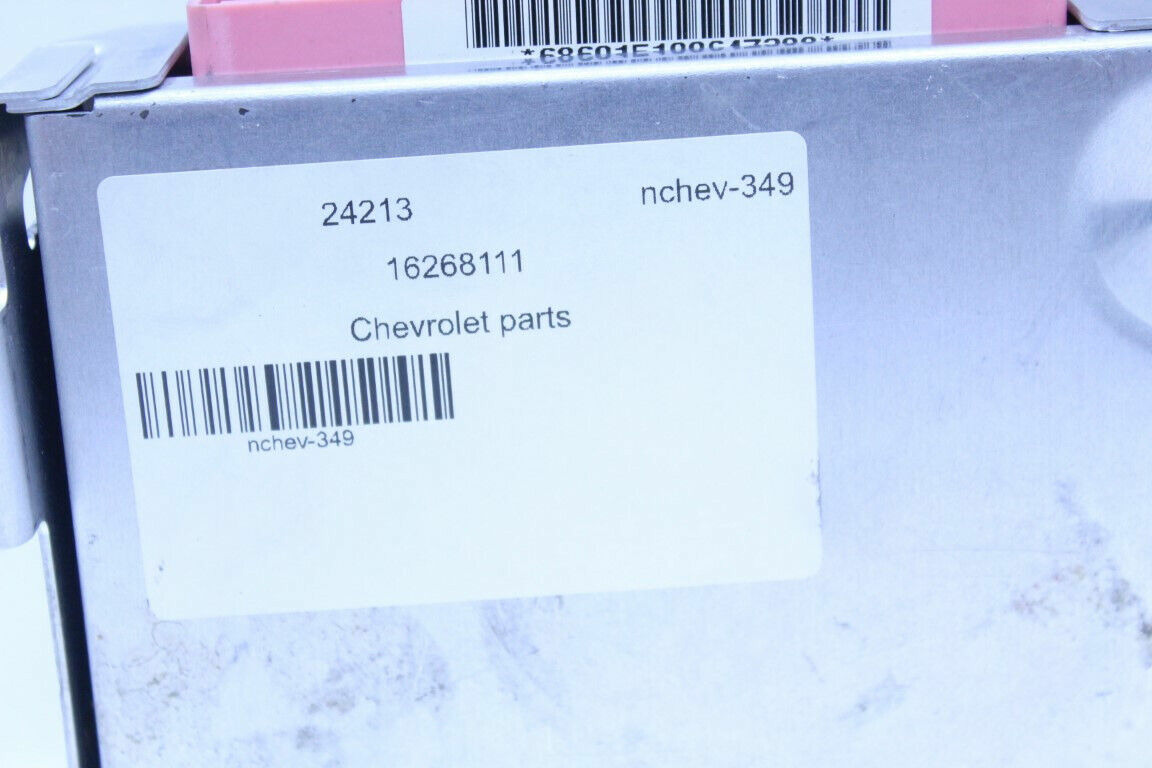 24213
nchev-349
16268111
Chevrolet parts
nchev-349